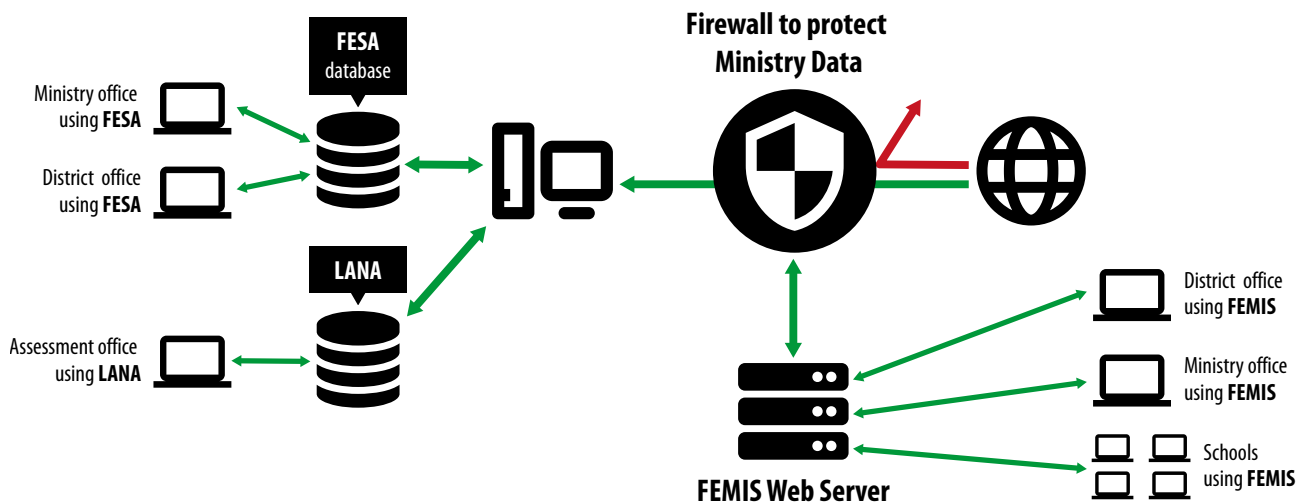 FESA
database
Ministry office
using FESA
District office
using FESA
LANA
Assessment office
using LANA
Firewall to protect
Ministry Data
District office
using FEMIS
Ministry office
using FEMIS
Schools
using FEMIS
FEMIS Web Server